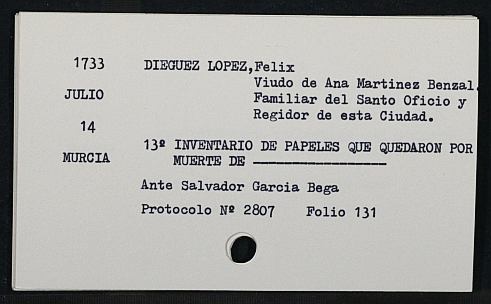 1733 DIEGUEZ LOPEZ,Felix
Viudo de Ana Martinez Benzal.
JULIO Familiar del Santo Oficio y
Regidor de esta Ciudad.
14
13º INVENTARIO DE PAPELES QUE QUEDARON POR
MURCIA MUERTE DE -----------------
Ante Salvador Garcia Bega
Protocolo Nº 2807 Folio 131